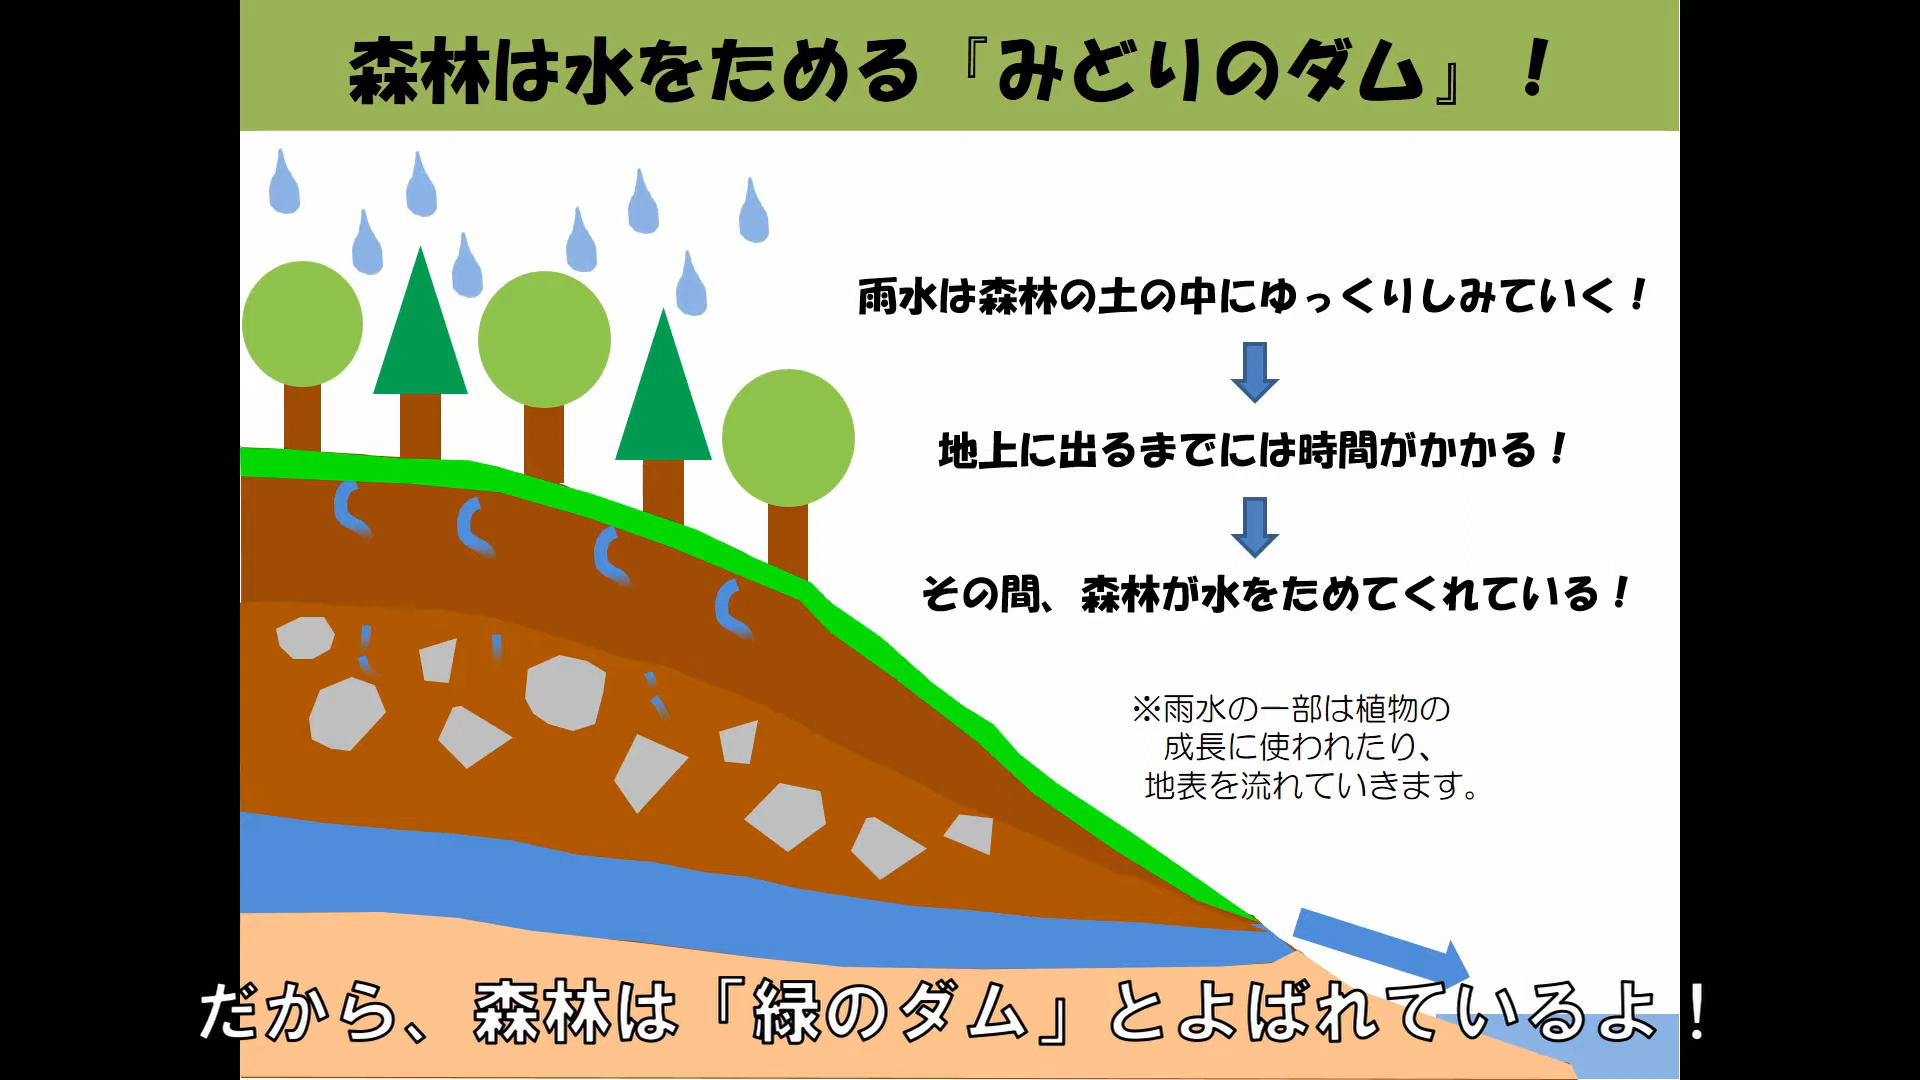 森林は水をためる『みどりのダム』！
雨水は森林の土の中にゆっくりしみていく！
地上に出るまでには時間がかかる！
その間、森林が水をためてくれている！
※雨水の一部は植物の
成長に使われたり、
地表を流れていきます。
だから、森林は「緑のダム」とよばれているよ！